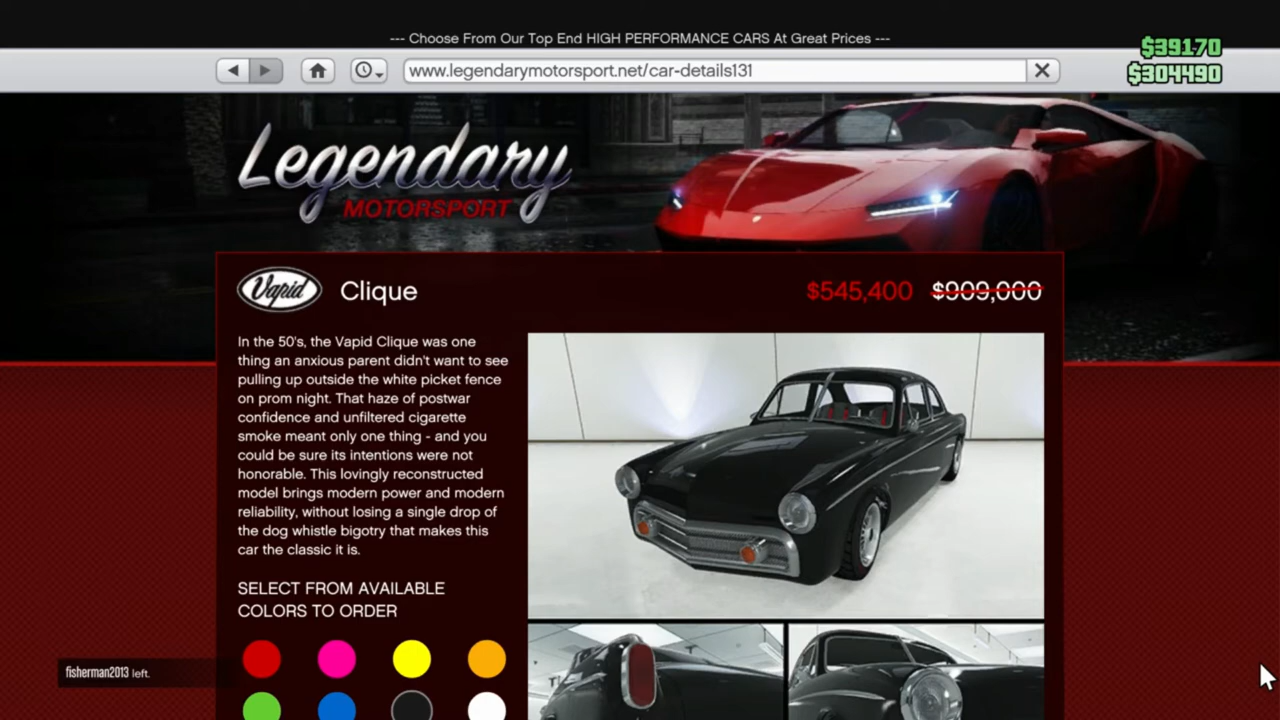 --- Choose From Our Top End HIGH PERFORMANCE CARS At Great Prices ---
$39170
www.legendarymotorsport.net/car-details131
$304490
Legendary
MOTORSPORT
Vapid
Clique
$545,400 $909,000
In the 50's, the Vapid Clique was one
thing an anxious parent didn't want to see
pulling up outside the white picket fence
on prom night. That haze of postwar
confidence and unfiltered cigarette
smoke meant only one thing - and you
could be sure its intentions were not
honorable. This lovingly reconstructed
model brings modern power and modern
reliability, without losing a single drop of
the dog whistle bigotry that makes this
car the classic it is.
SELECT FROM AVAILABLE
COLORS TO ORDER
fisherman2013 left.